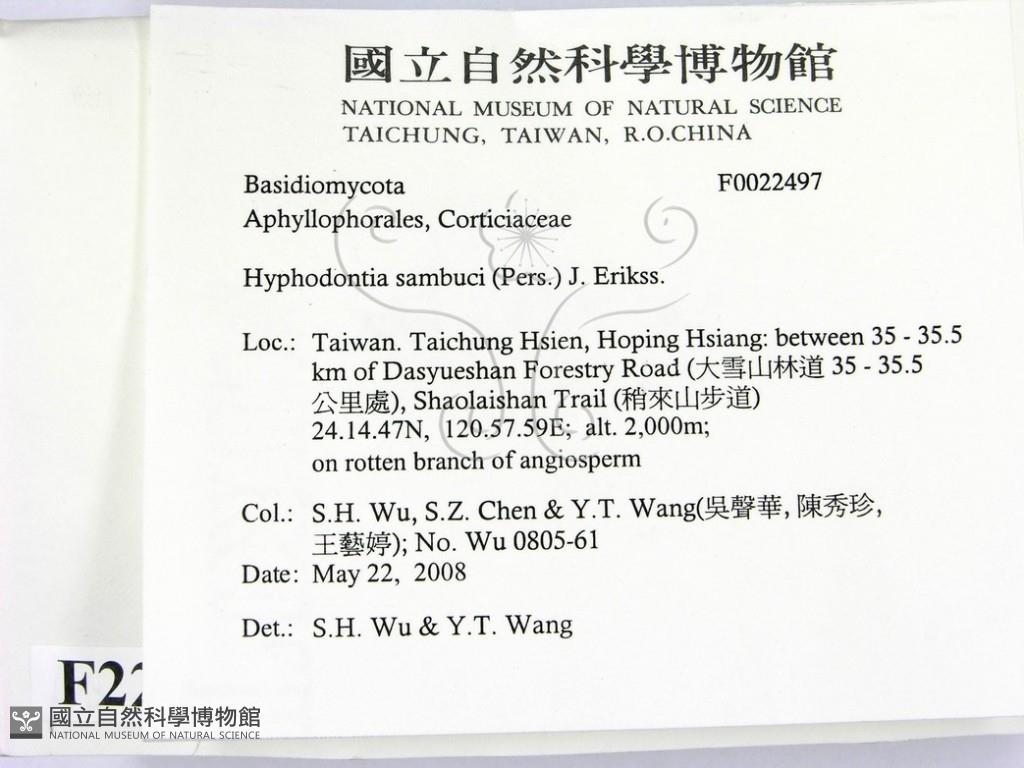 國立自然科學博物館
NATIONAL MUSEUM OF NATURAL SCIENCE
TAICHUNG, TAIWAN, R.O.CHINA
Basidiomycota F0022497
Aphyllophorales, Corticiaceae
Hyphodontia sambuci (Pers.) J. Erikss.
Loc.: Taiwan. Taichung Hsien, Hoping Hsiang: between 35 - 35.5
km of Dasyueshan Forestry Road (大雪山林道 35 - 35.5
公里處), Shaolaishan Trail (稍來山步道)
24.14.47N, 120.57.59E; alt. 2,000m;
on rotten branch of angiosperm
Col.: S.H. Wu, S.Z. Chen & Y.T. Wang(吳聲華, 陳秀珍,
王藝婷); No. Wu 0805-61
Date: May 22, 2008
Det.: S.H. Wu & Y.T. Wang
F22
國立自然科學博物館
NATIONAL MUSEUM OF NATURAL SCIENCE